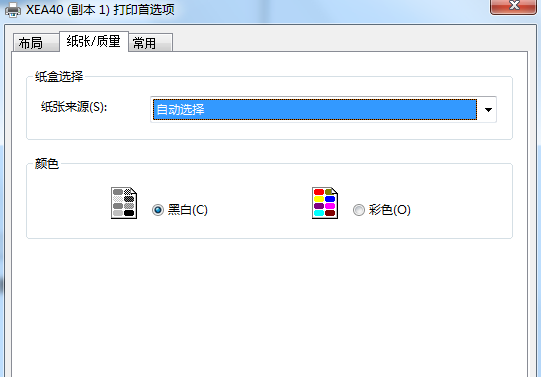 XEA40 (副本 1) 打印首选项
布局 纸张/质量 常用
纸盒选择
纸张来源(S): 自动选择
颜色
黑白(C) 彩色(O)